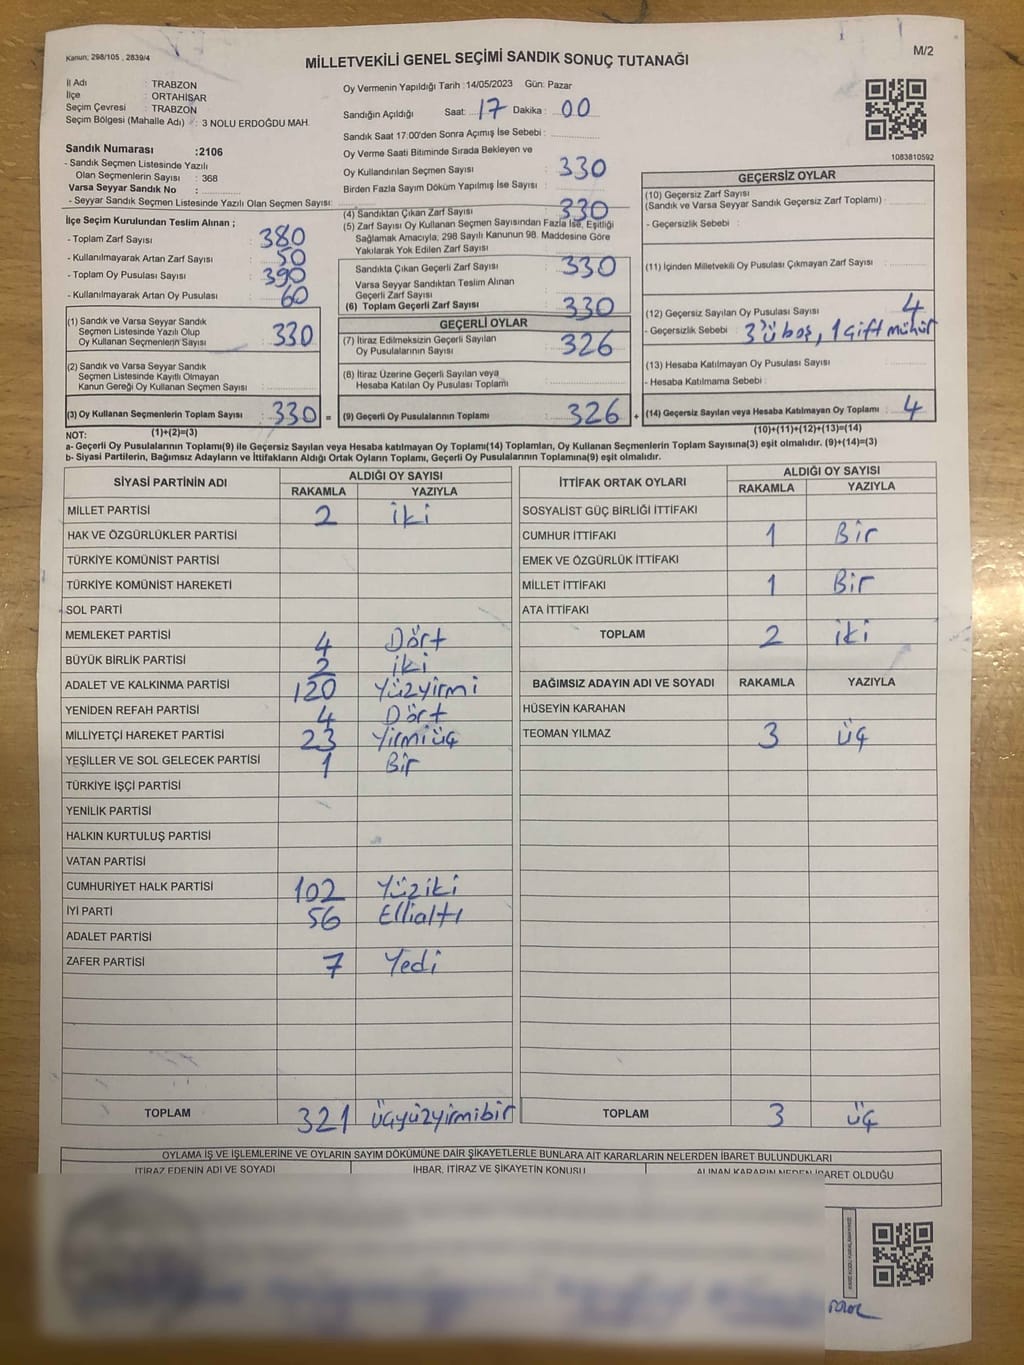 Kanun; 298/105 , 2839/4
MİLLETVEKİLİ GENEL SEÇİMİ SANDIK SONUÇ TUTANAĞI
M/2
İl Adı : TRABZON
İlçe : ORTAHİSAR
Seçim Çevresi : TRABZON
Seçim Bölgesi (Mahalle Adı) : 3 NOLU ERDOĞDU MAH.
Sandık Numarası :2106
- Sandık Seçmen Listesinde Yazılı
Olan Seçmenlerin Sayısı : 368
Varsa Seyyar Sandık No :
- Seyyar Sandık Seçmen Listesinde Yazılı Olan Seçmen Sayısı:
Oy Vermenin Yapıldığı Tarih :14/05/2023 Gün: Pazar
Sandığın Açıldığı Saat: 17 Dakika : 00
Sandık Saat 17:00'den Sonra Açımış İse Sebebi :
Oy Verme Saati Bitiminde Sırada Bekleyen ve
Oy Kullandırılan Seçmen Sayısı : 330
Birden Fazla Sayım Döküm Yapılmış İse Sayısı :
1083810592
İlçe Seçim Kurulundan Teslim Alınan ;
- Toplam Zarf Sayısı : 380
- Kullanılmayarak Artan Zarf Sayısı : 50
- Toplam Oy Pusulası Sayısı : 390
- Kullanılmayarak Artan Oy Pusulası : 60
(1) Sandık ve Varsa Seyyar Sandık
Seçmen Listesinde Yazılı Olup
Oy Kullanan Seçmenlerin Sayısı : 330
(2) Sandık ve Varsa Seyyar Sandık
Seçmen Listesinde Kayıtlı Olmayan
Kanun Gereği Oy Kullanan Seçmen Sayısı :
(3) Oy Kullanan Seçmenlerin Toplam Sayısı : 330 =
(1)+(2)=(3)
(4) Sandıktan Çıkan Zarf Sayısı : 330
(5) Zarf Sayısı Oy Kullanan Seçmen Sayısından Fazla İse, Eşitliği
Sağlamak Amacıyla, 298 Sayılı Kanunun 98. Maddesine Göre
Yakılarak Yok Edilen Zarf Sayısı :
Sandıkta Çıkan Geçerli Zarf Sayısı : 330
Varsa Seyyar Sandıktan Teslim Alınan
Geçerli Zarf Sayısı :
(6) Toplam Geçerli Zarf Sayısı : 330
GEÇERLİ OYLAR
(7) İtiraz Edilmeksizin Geçerli Sayılan
Oy Pusulalarının Sayısı : 326
(8) İtiraz Üzerine Geçerli Sayılan veya
Hesaba Katılan Oy Pusulası Toplamı :
(9) Geçerli Oy Pusulalarının Toplamı : 326 +
GEÇERSİZ OYLAR
(10) Geçersiz Zarf Sayısı
(Sandık ve Varsa Seyyar Sandık Geçersiz Zarf Toplamı) :
- Geçersizlik Sebebi :
(11) İçinden Milletvekili Oy Pusulası Çıkmayan Zarf Sayısı :
(12) Geçersiz Sayılan Oy Pusulası Sayısı : 4
- Geçersizlik Sebebi : 3'ü boş, 1 Çift mühür
(13) Hesaba Katılmayan Oy Pusulası Sayısı :
- Hesaba Katılmama Sebebi :
(14) Geçersiz Sayılan veya Hesaba Katılmayan Oy Toplamı : 4
(10)+(11)+(12)+(13)=(14)
NOT:
a- Geçerli Oy Pusulalarının Toplamı(9) ile Geçersiz Sayılan veya Hesaba katılmayan Oy Toplamı(14) Toplamları, Oy Kullanan Seçmenlerin Toplam Sayısına(3) eşit olmalıdır. (9)+(14)=(3)
b- Siyasi Partilerin, Bağımsız Adayların ve İttifakların Aldığı Ortak Oyların Toplamı, Geçerli Oy Pusulalarının Toplamına(9) eşit olmalıdır.
SİYASİ PARTİNİN ADI ALDIĞI OY SAYISI
RAKAMLA YAZIYLA
MİLLET PARTİSİ 2 iki
HAK VE ÖZGÜRLÜKLER PARTİSİ
TÜRKİYE KOMÜNİST PARTİSİ
TÜRKİYE KOMÜNİST HAREKETİ
SOL PARTİ
MEMLEKET PARTİSİ 4 Dört
BÜYÜK BİRLİK PARTİSİ 2 iki
ADALET VE KALKINMA PARTİSİ 120 Yüzyirmi
YENİDEN REFAH PARTİSİ 4 Dört
MİLLİYETÇİ HAREKET PARTİSİ 23 Yirmiüç
YEŞİLLER VE SOL GELECEK PARTİSİ 1 Bir
TÜRKİYE İŞÇİ PARTİSİ
YENİLİK PARTİSİ
HALKIN KURTULUŞ PARTİSİ
VATAN PARTİSİ
CUMHURİYET HALK PARTİSİ 102 Yüziki
İYİ PARTİ 56 Ellialtı
ADALET PARTİSİ
ZAFER PARTİSİ 7 Yedi
TOPLAM 321 üçyüzyirmibir
İTTİFAK ORTAK OYLARI ALDIĞI OY SAYISI
RAKAMLA YAZIYLA
SOSYALİST GÜÇ BİRLİĞİ İTTİFAKI
CUMHUR İTTİFAKI 1 Bir
EMEK VE ÖZGÜRLÜK İTTİFAKI
MİLLET İTTİFAKI 1 Bir
ATA İTTİFAKI
TOPLAM 2 iki
BAĞIMSIZ ADAYIN ADI VE SOYADI RAKAMLA YAZIYLA
HÜSEYİN KARAHAN
TEOMAN YILMAZ 3 üç
TOPLAM 3 üç
OYLAMA İŞ VE İŞLEMLERİNE VE OYLARIN SAYIM DÖKÜMÜNE DAİR ŞİKAYETLERLE BUNLARA AİT KARARLARIN NELERDEN İBARET BULUNDUKLARI
İTİRAZ EDENİN ADI VE SOYADI İHBAR, İTİRAZ VE ŞİKAYETİN KONUSU ALINAN KARARIN NEDEN İBARET OLDUĞU